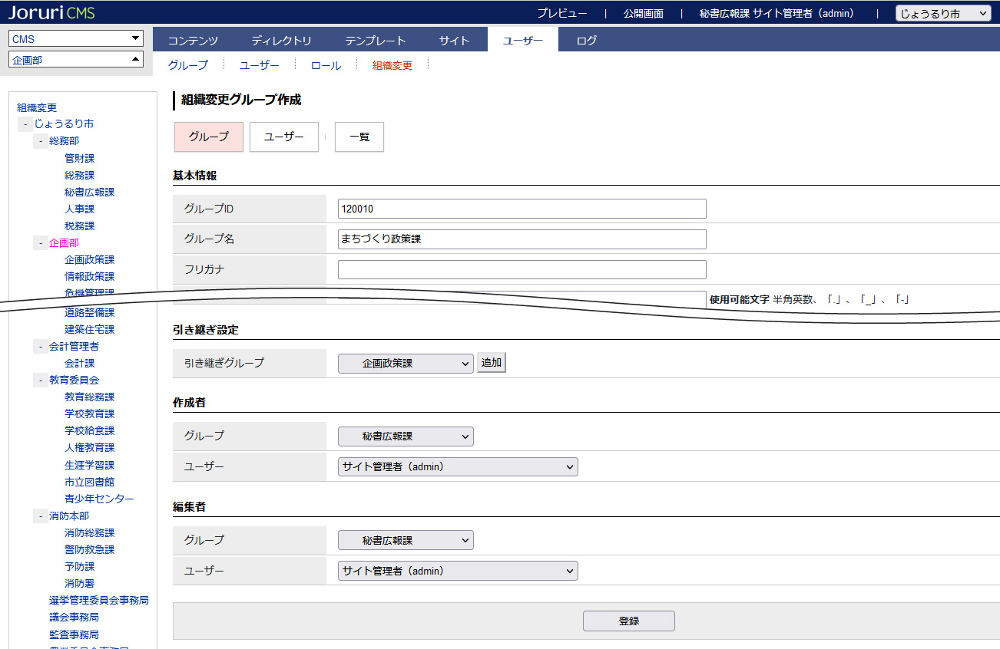 Joruri CMS
プレビュー | 公開画面 | 秘書広報課 サイト管理者（admin） | じょうるり市
CMS
企画部
コンテンツ ディレクトリ テンプレート サイト ユーザー ログ
グループ ユーザー ロール 組織変更
組織変更
- じょうるり市
- 総務部
管財課
総務課
秘書広報課
人事課
税務課
- 企画部
企画政策課
情報政策課
危機管理課
道路整備課
建築住宅課
- 会計管理者
会計課
- 教育委員会
教育総務課
学校教育課
学校給食課
人権教育課
生涯学習課
市立図書館
青少年センター
- 消防本部
消防総務課
警防救急課
予防課
消防署
選挙管理委員会事務局
議会事務局
監査事務局
組織変更グループ作成
グループ ユーザー 一覧
基本情報
グループID 120010
グループ名 まちづくり政策課
フリガナ
使用可能文字 半角英数、「.」、「_」、「-」
引き継ぎ設定
引き継ぎグループ 企画政策課 追加
作成者
グループ 秘書広報課
ユーザー サイト管理者（admin）
編集者
グループ 秘書広報課
ユーザー サイト管理者（admin）
登録